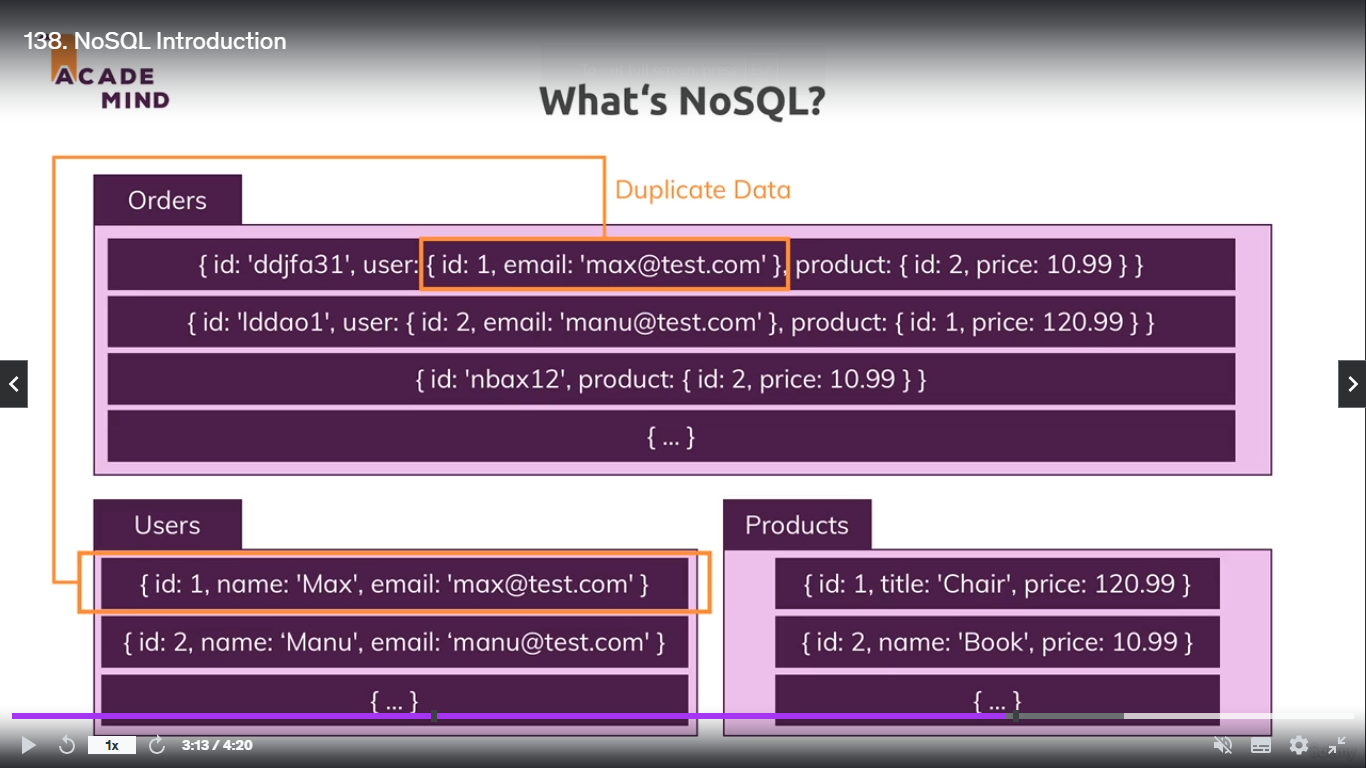 138. NoSQL Introduction
ACADE
MIND
What‘s NoSQL?
Duplicate Data
Orders
{ id: 'ddjfa31', user: { id: 1, email: 'max@test.com' }, product: { id: 2, price: 10.99 } }
{ id: 'lddao1', user: { id: 2, email: 'manu@test.com' }, product: { id: 1, price: 120.99 } }
{ id: 'nbax12', product: { id: 2, price: 10.99 } }
{ ... }
Users
{ id: 1, name: 'Max', email: 'max@test.com' }
{ id: 2, name: ‘Manu', email: ‘manu@test.com' }
{ ... }
Products
{ id: 1, title: 'Chair', price: 120.99 }
{ id: 2, name: 'Book', price: 10.99 }
{ ... }
1x
3:13 / 4:20